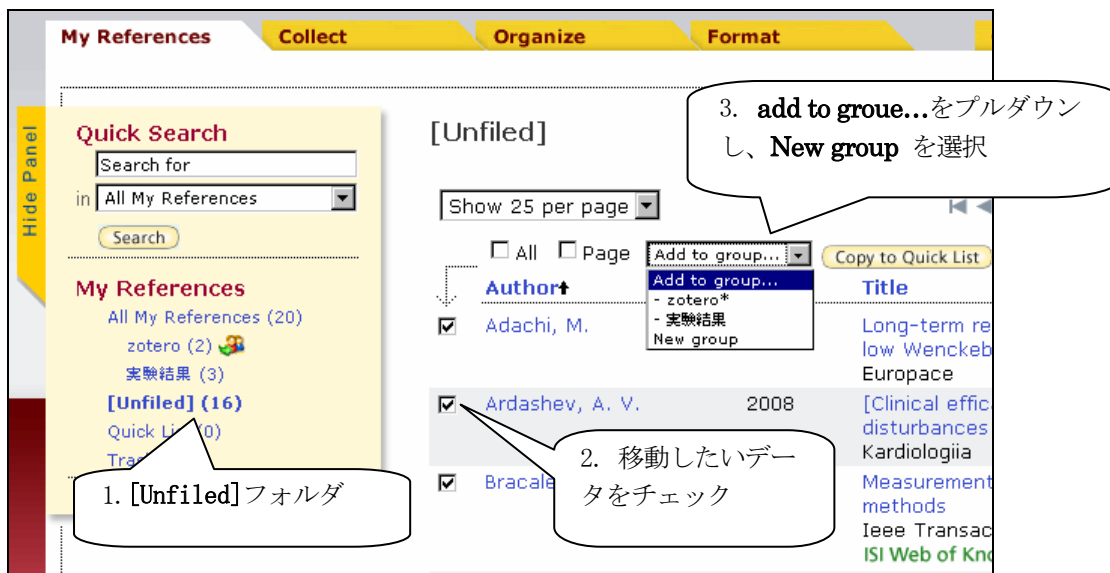 My References Collect Organize Format
Hide Panel
Quick Search
Search for
in All My References
Search
My References
All My References (20)
zotero (2)
実験結果 (3)
[Unfiled] (16)
Quick Li (0)
Tra
1. [Unfiled]フォルダ
[Unfiled]
3. add to groue...をプルダウン
し、New group を選択
Show 25 per page
All Page Add to group... Copy to Quick List
Add to group...
- zotero*
- 実験結果
New group
Author Title
Adachi, M. Long-term re
low Wenckeb
Europace
Ardashev, A. V. 2008 [Clinical effic
disturbances
Kardiologiia
2. 移動したいデー
タをチェック
Bracale Measurement
methods
Ieee Transac
ISI Web of Kno